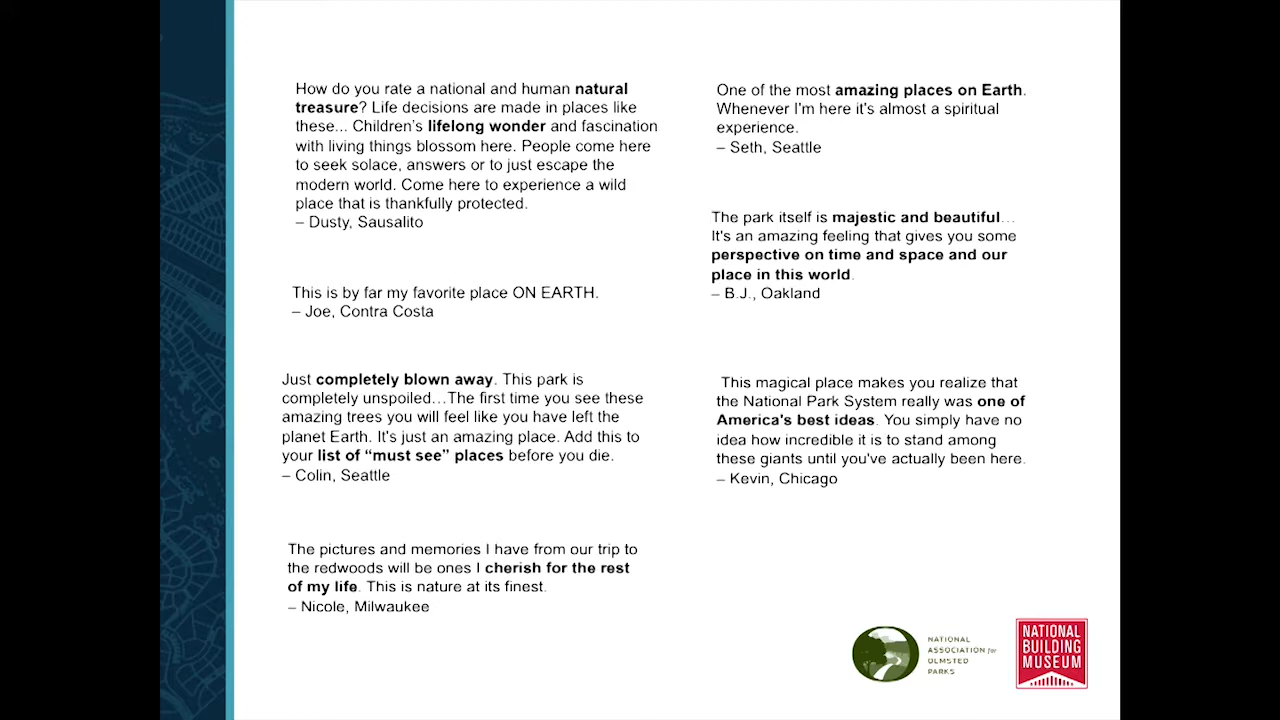 How do you rate a national and human natural
treasure? Life decisions are made in places like
these... Children's lifelong wonder and fascination
with living things blossom here. People come here
to seek solace, answers or to just escape the
modern world. Come here to experience a wild
place that is thankfully protected.
– Dusty, Sausalito
This is by far my favorite place ON EARTH.
– Joe, Contra Costa
Just completely blown away. This park is
completely unspoiled…The first time you see these
amazing trees you will feel like you have left the
planet Earth. It's just an amazing place. Add this to
your list of “must see” places before you die.
– Colin, Seattle
The pictures and memories I have from our trip to
the redwoods will be ones I cherish for the rest
of my life. This is nature at its finest.
– Nicole, Milwaukee
One of the most amazing places on Earth.
Whenever I'm here it's almost a spiritual
experience.
– Seth, Seattle
The park itself is majestic and beautiful…
It's an amazing feeling that gives you some
perspective on time and space and our
place in this world.
– B.J., Oakland
This magical place makes you realize that
the National Park System really was one of
America's best ideas. You simply have no
idea how incredible it is to stand among
these giants until you've actually been here.
– Kevin, Chicago
NATIONAL
ASSOCIATION for
OLMSTED
PARKS
NATIONAL
BUILDING
MUSEUM